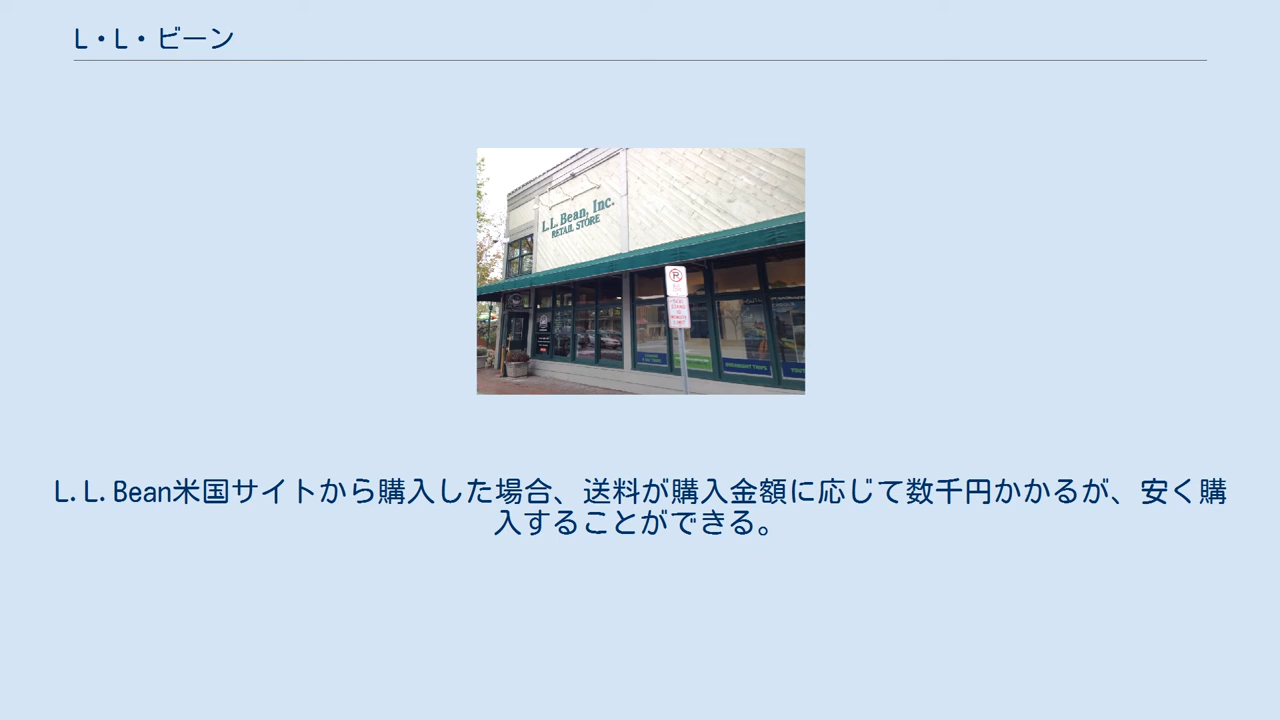 L・L・ビーン
L.L. Bean, Inc.
RETAIL STORE
OVERNIGHT TRIPS
L.L.Bean米国サイトから購入した場合、送料が購入金額に応じて数千円かかるが、安く購
入することができる。